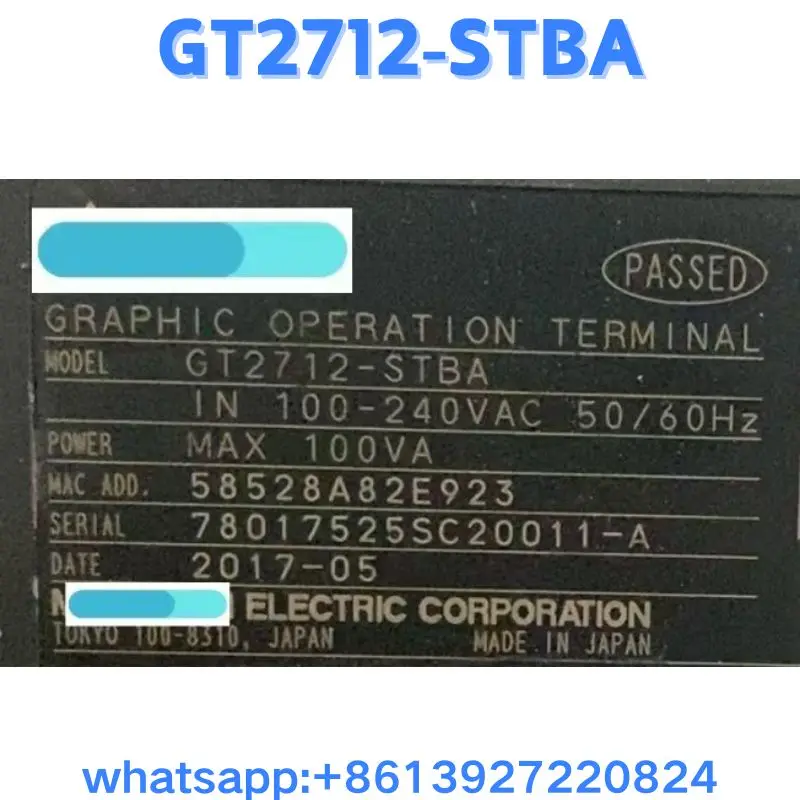 GT2712-STBA
PASSED
GRAPHIC OPERATION TERMINAL
MODEL GT2712-STBA
IN 100-240VAC 50/60Hz
POWER MAX 100VA
MAC ADD. 58528A82E923
SERIAL 78017525SC20011-A
DATE 2017-05
ELECTRIC CORPORATION
TOKYO 100-8310, JAPAN MADE IN JAPAN
whatsapp:+8613927220824